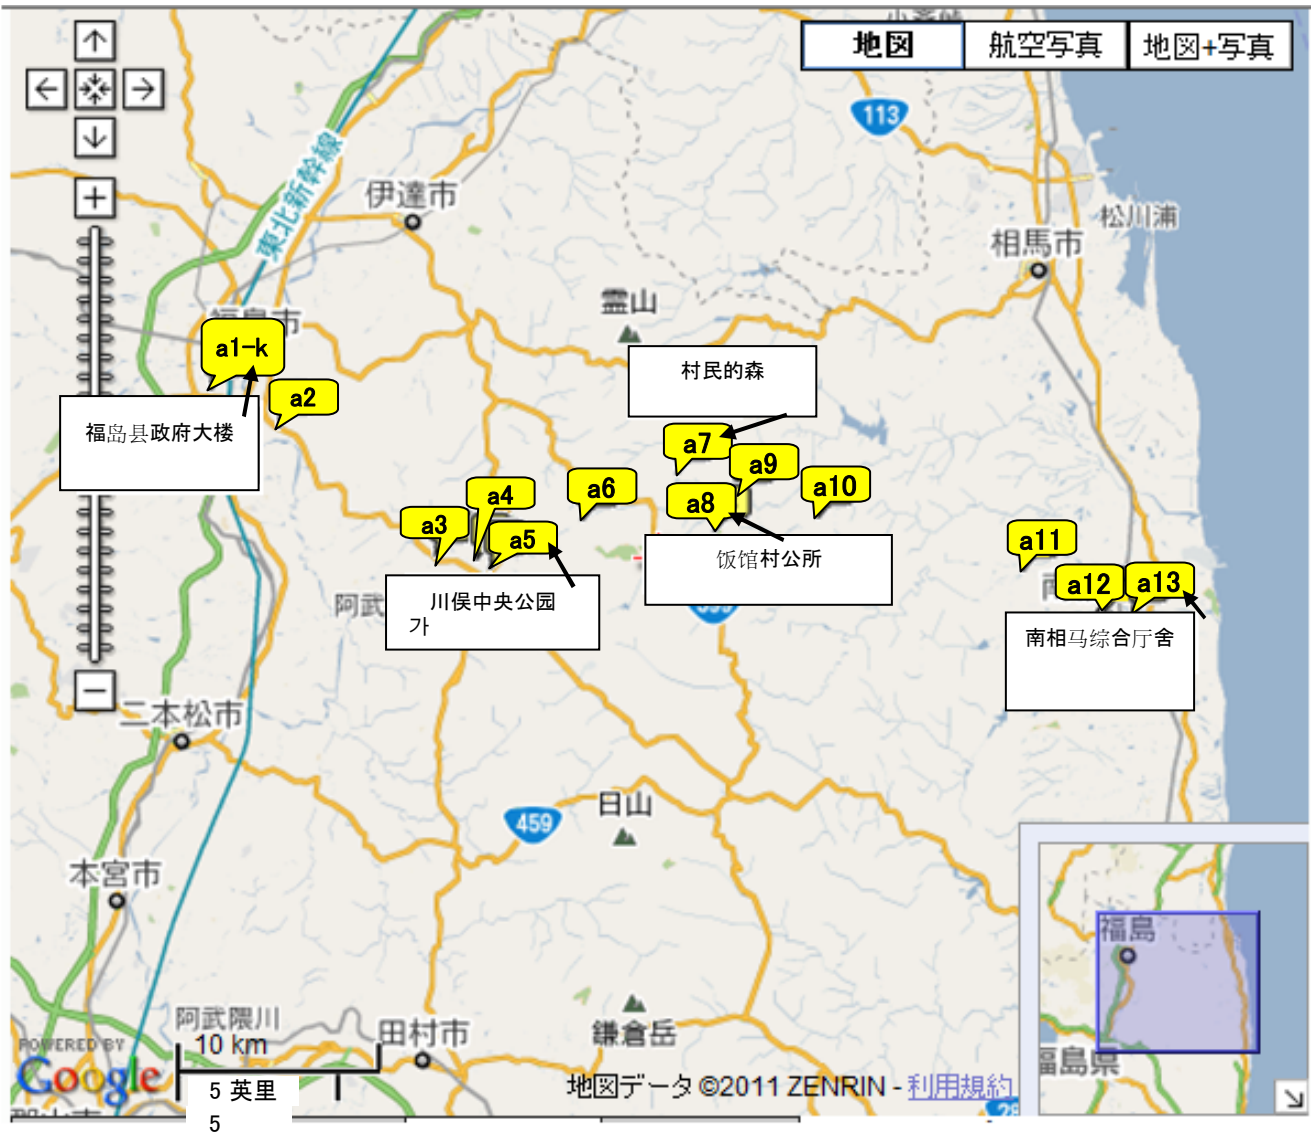 地図
航空写真
地図+写真
113
東北新幹線
伊達市
松川浦
相馬市
霊山
福島市
a1-k
村民的森
a2
福岛县政府大楼
a7
a9
a6
a10
a4
a8
a3
a5
a11
饭馆村公所
a12
a13
川俣中央公园
가
阿武
南相马综合厅舍
二本松市
日山
459
本宮市
福島
阿武隈川
10 km
田村市
鎌倉岳
福島県
POWERED BY
Google
5 英里
5
地図データ ©2011 ZENRIN - 利用規約